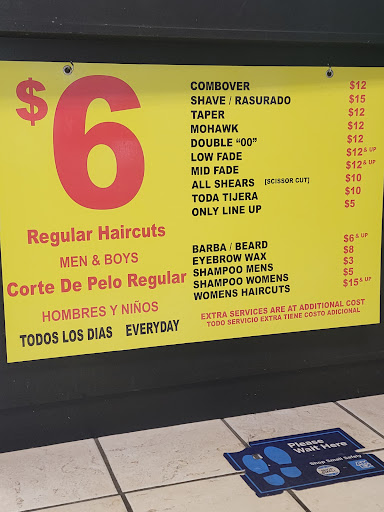 $6
Regular Haircuts
MEN & BOYS
Corte De Pelo Regular
HOMBRES Y NIÑOS
TODOS LOS DIAS EVERYDAY
COMBOVER $12
SHAVE / RASURADO $15
TAPER $12
MOHAWK $12
DOUBLE "00" $12
LOW FADE $12 & UP
MID FADE $12 & UP
ALL SHEARS [SCISSOR CUT] $10
TODA TIJERA $10
ONLY LINE UP $5
BARBA / BEARD $6 & UP
EYEBROW WAX $8
SHAMPOO MENS $3
SHAMPOO WOMENS $5
WOMENS HAIRCUTS $15 & UP
EXTRA SERVICES ARE AT ADDITIONAL COST
TODO SERVICIO EXTRA TIENE COSTO ADICIONAL
Please
Wait Here
Shop Small Safely